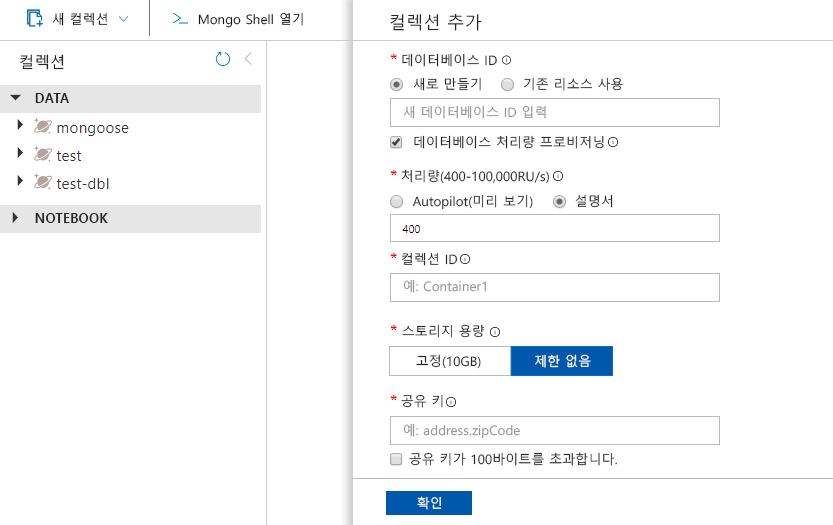 새 컬렉션
Mongo Shell 열기
컬렉션
DATA
mongoose
test
test-dbl
NOTEBOOK
컬렉션 추가
* 데이터베이스 ID
새로 만들기 기존 리소스 사용
새 데이터베이스 ID 입력
데이터베이스 처리량 프로비저닝
* 처리량(400-100,000RU/s)
Autopilot(미리 보기) 설명서
400
* 컬렉션 ID
예: Container1
* 스토리지 용량
고정(10GB) 제한 없음
* 공유 키
예: address.zipCode
공유 키가 100바이트를 초과합니다.
확인